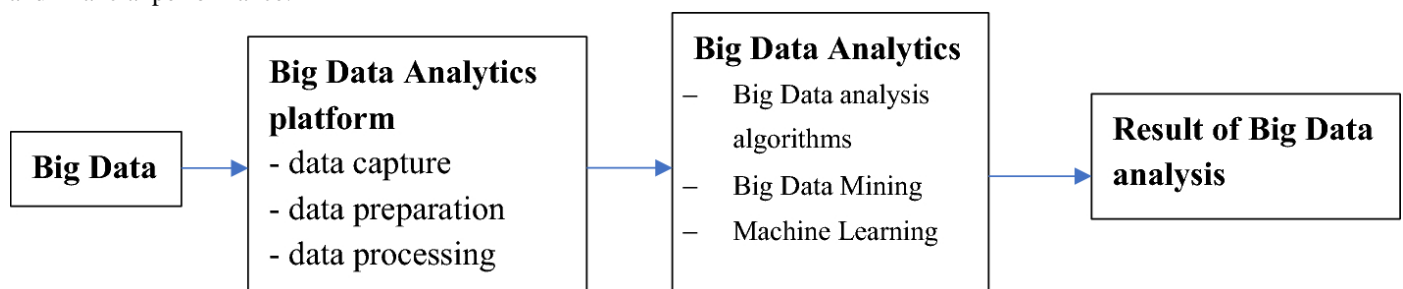 Big Data
Big Data Analytics
platform
- data capture
- data preparation
- data processing
Big Data Analytics
– Big Data analysis
algorithms
– Big Data Mining
– Machine Learning
Result of Big Data
analysis